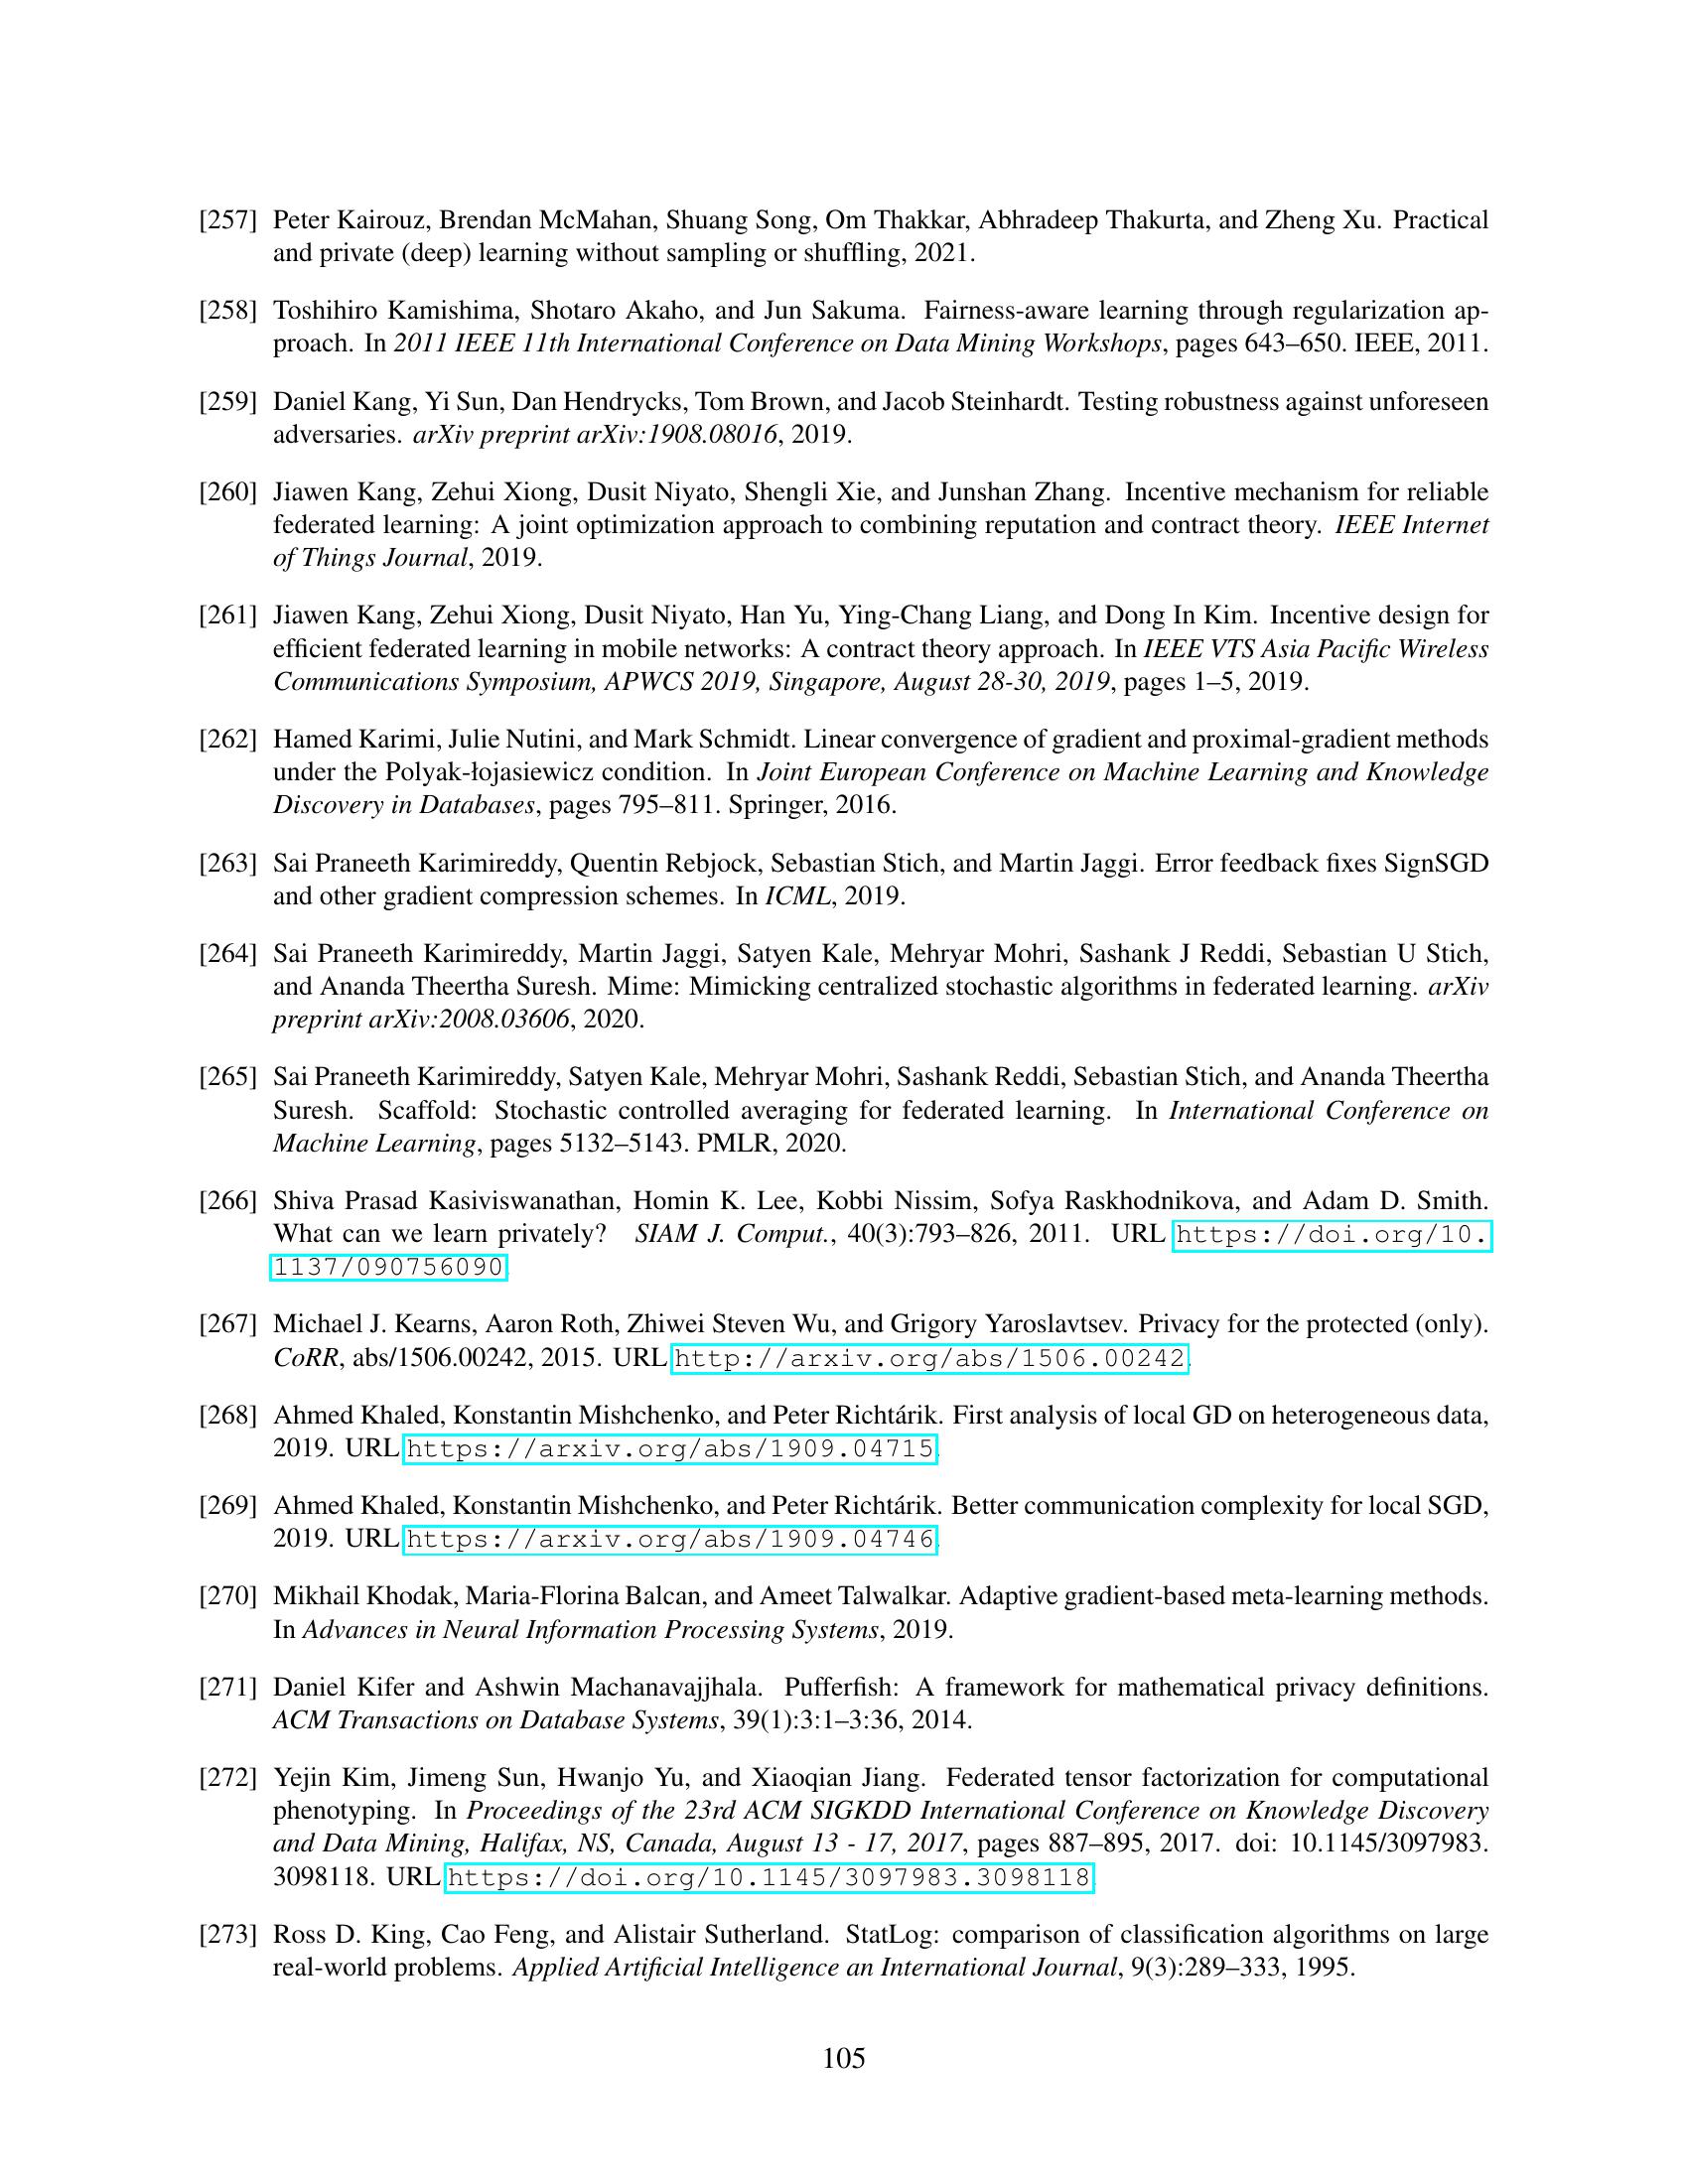 [257] Peter Kairouz, Brendan McMahan, Shuang Song, Om Thakkar, Abhradeep Thakurta, and Zheng Xu. Practical
and private (deep) learning without sampling or shuffling, 2021.
[258] Toshihiro Kamishima, Shotaro Akaho, and Jun Sakuma. Fairness-aware learning through regularization ap-
proach. In 2011 IEEE 11th International Conference on Data Mining Workshops, pages 643–650. IEEE, 2011.
[259] Daniel Kang, Yi Sun, Dan Hendrycks, Tom Brown, and Jacob Steinhardt. Testing robustness against unforeseen
adversaries. arXiv preprint arXiv:1908.08016, 2019.
[260] Jiawen Kang, Zehui Xiong, Dusit Niyato, Shengli Xie, and Junshan Zhang. Incentive mechanism for reliable
federated learning: A joint optimization approach to combining reputation and contract theory. IEEE Internet
of Things Journal, 2019.
[261] Jiawen Kang, Zehui Xiong, Dusit Niyato, Han Yu, Ying-Chang Liang, and Dong In Kim. Incentive design for
efficient federated learning in mobile networks: A contract theory approach. In IEEE VTS Asia Pacific Wireless
Communications Symposium, APWCS 2019, Singapore, August 28-30, 2019, pages 1–5, 2019.
[262] Hamed Karimi, Julie Nutini, and Mark Schmidt. Linear convergence of gradient and proximal-gradient methods
under the Polyak-łojasiewicz condition. In Joint European Conference on Machine Learning and Knowledge
Discovery in Databases, pages 795–811. Springer, 2016.
[263] Sai Praneeth Karimireddy, Quentin Rebjock, Sebastian Stich, and Martin Jaggi. Error feedback fixes SignSGD
and other gradient compression schemes. In ICML, 2019.
[264] Sai Praneeth Karimireddy, Martin Jaggi, Satyen Kale, Mehryar Mohri, Sashank J Reddi, Sebastian U Stich,
and Ananda Theertha Suresh. Mime: Mimicking centralized stochastic algorithms in federated learning. arXiv
preprint arXiv:2008.03606, 2020.
[265] Sai Praneeth Karimireddy, Satyen Kale, Mehryar Mohri, Sashank Reddi, Sebastian Stich, and Ananda Theertha
Suresh. Scaffold: Stochastic controlled averaging for federated learning. In International Conference on
Machine Learning, pages 5132–5143. PMLR, 2020.
[266] Shiva Prasad Kasiviswanathan, Homin K. Lee, Kobbi Nissim, Sofya Raskhodnikova, and Adam D. Smith.
What can we learn privately? SIAM J. Comput., 40(3):793–826, 2011. URL https://doi.org/10.
1137/090756090.
[267] Michael J. Kearns, Aaron Roth, Zhiwei Steven Wu, and Grigory Yaroslavtsev. Privacy for the protected (only).
CoRR, abs/1506.00242, 2015. URL http://arxiv.org/abs/1506.00242.
[268] Ahmed Khaled, Konstantin Mishchenko, and Peter Richtárik. First analysis of local GD on heterogeneous data,
2019. URL https://arxiv.org/abs/1909.04715.
[269] Ahmed Khaled, Konstantin Mishchenko, and Peter Richtárik. Better communication complexity for local SGD,
2019. URL https://arxiv.org/abs/1909.04746.
[270] Mikhail Khodak, Maria-Florina Balcan, and Ameet Talwalkar. Adaptive gradient-based meta-learning methods.
In Advances in Neural Information Processing Systems, 2019.
[271] Daniel Kifer and Ashwin Machanavajjhala. Pufferfish: A framework for mathematical privacy definitions.
ACM Transactions on Database Systems, 39(1):3:1–3:36, 2014.
[272] Yejin Kim, Jimeng Sun, Hwanjo Yu, and Xiaoqian Jiang. Federated tensor factorization for computational
phenotyping. In Proceedings of the 23rd ACM SIGKDD International Conference on Knowledge Discovery
and Data Mining, Halifax, NS, Canada, August 13 - 17, 2017, pages 887–895, 2017. doi: 10.1145/3097983.
3098118. URL https://doi.org/10.1145/3097983.3098118.
[273] Ross D. King, Cao Feng, and Alistair Sutherland. StatLog: comparison of classification algorithms on large
real-world problems. Applied Artificial Intelligence an International Journal, 9(3):289–333, 1995.
105